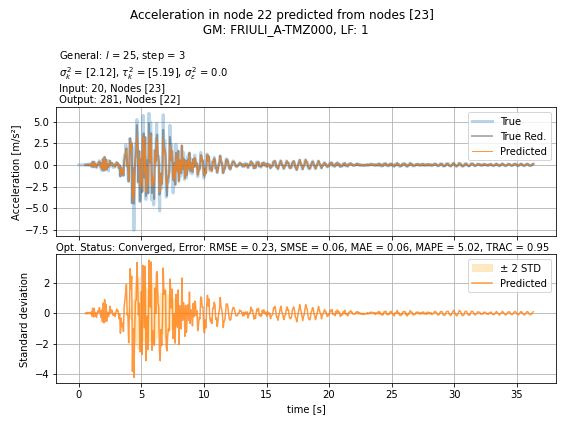 Acceleration in node 22 predicted from nodes [23]
GM: FRIULI_A-TMZ000, LF: 1
General: l = 25, step = 3
σ²ₖ = [2.12], τ²ₖ = [5.19], σ²ε = 0.0
Input: 20, Nodes [23]
Output: 281, Nodes [22]
Acceleration [m/s²]
5.0
2.5
0.0
−2.5
−5.0
−7.5
True
True Red.
Predicted
Opt. Status: Converged, Error: RMSE = 0.23, SMSE = 0.06, MAE = 0.06, MAPE = 5.02, TRAC = 0.95
Standard deviation
2
0
−2
−4
± 2 STD
Predicted
0 5 10 15 20 25 30 35
time [s]